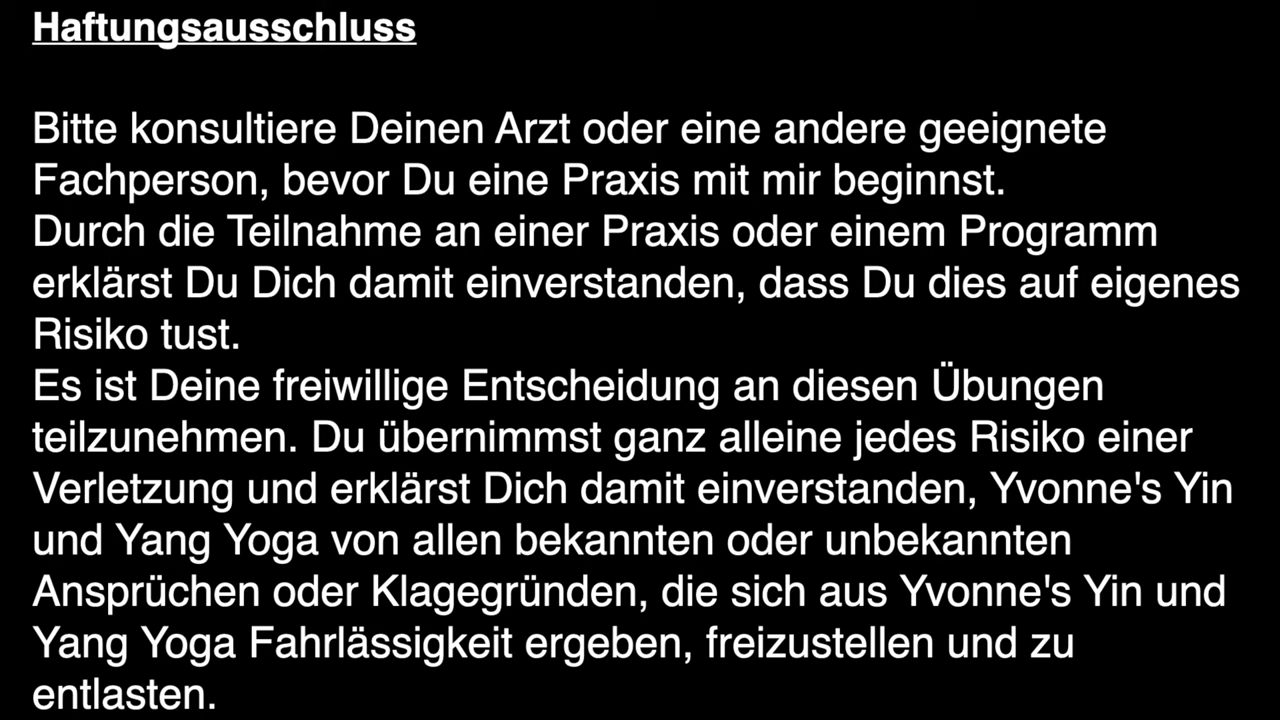 Haftungsausschluss
Bitte konsultiere Deinen Arzt oder eine andere geeignete
Fachperson, bevor Du eine Praxis mit mir beginnst.
Durch die Teilnahme an einer Praxis oder einem Programm
erklärst Du Dich damit einverstanden, dass Du dies auf eigenes
Risiko tust.
Es ist Deine freiwillige Entscheidung an diesen Übungen
teilzunehmen. Du übernimmst ganz alleine jedes Risiko einer
Verletzung und erklärst Dich damit einverstanden, Yvonne's Yin
und Yang Yoga von allen bekannten oder unbekannten
Ansprüchen oder Klagegründen, die sich aus Yvonne's Yin und
Yang Yoga Fahrlässigkeit ergeben, freizustellen und zu
entlasten.